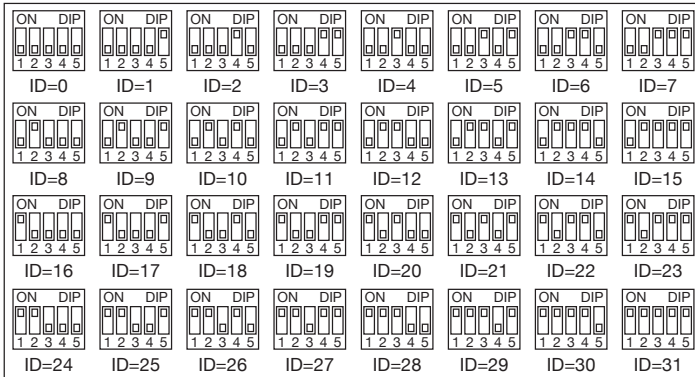 ON DIP ON DIP ON DIP ON DIP ON DIP ON DIP ON DIP ON DIP
1 2 3 4 5 1 2 3 4 5 1 2 3 4 5 1 2 3 4 5 1 2 3 4 5 1 2 3 4 5 1 2 3 4 5 1 2 3 4 5
ID=0 ID=1 ID=2 ID=3 ID=4 ID=5 ID=6 ID=7
ON DIP ON DIP ON DIP ON DIP ON DIP ON DIP ON DIP ON DIP
1 2 3 4 5 1 2 3 4 5 1 2 3 4 5 1 2 3 4 5 1 2 3 4 5 1 2 3 4 5 1 2 3 4 5 1 2 3 4 5
ID=8 ID=9 ID=10 ID=11 ID=12 ID=13 ID=14 ID=15
ON DIP ON DIP ON DIP ON DIP ON DIP ON DIP ON DIP ON DIP
1 2 3 4 5 1 2 3 4 5 1 2 3 4 5 1 2 3 4 5 1 2 3 4 5 1 2 3 4 5 1 2 3 4 5 1 2 3 4 5
ID=16 ID=17 ID=18 ID=19 ID=20 ID=21 ID=22 ID=23
ON DIP ON DIP ON DIP ON DIP ON DIP ON DIP ON DIP ON DIP
1 2 3 4 5 1 2 3 4 5 1 2 3 4 5 1 2 3 4 5 1 2 3 4 5 1 2 3 4 5 1 2 3 4 5 1 2 3 4 5
ID=24 ID=25 ID=26 ID=27 ID=28 ID=29 ID=30 ID=31